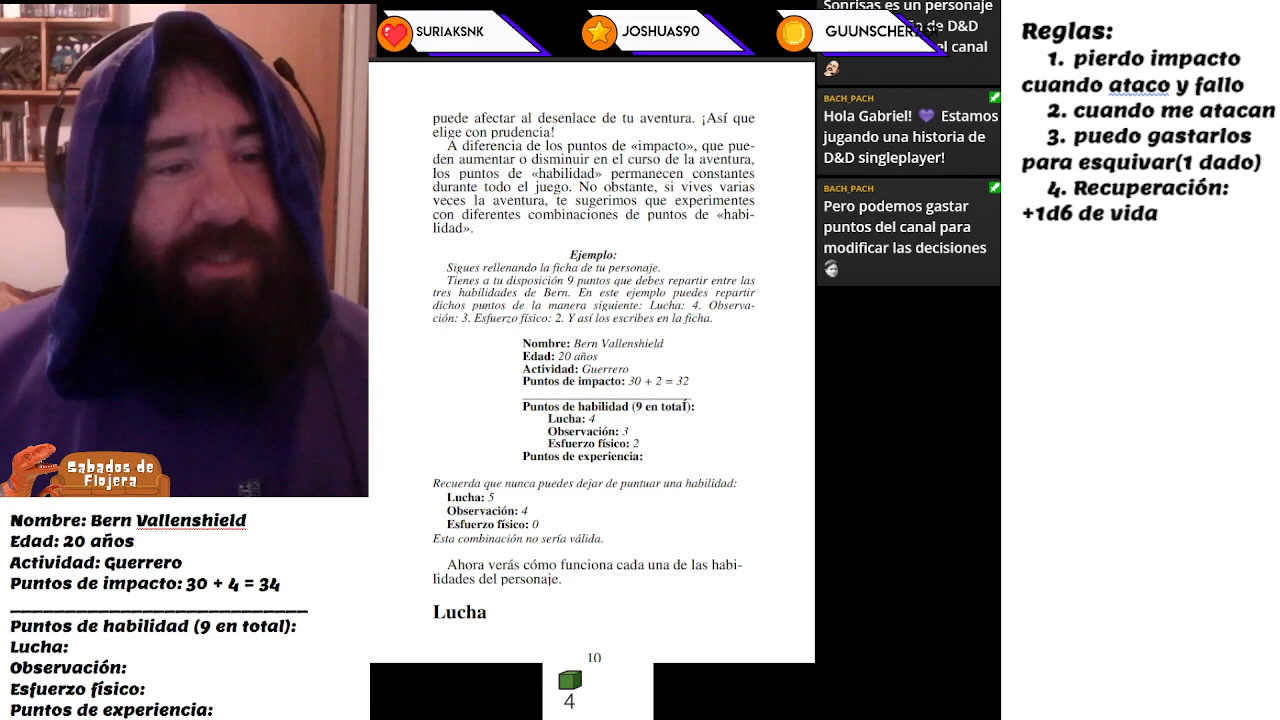 SURIAKSNK
JOSHUAS90
Sabados de
Flojera
Nombre: Bern Vallenshield
Edad: 20 años
Actividad: Guerrero
Puntos de impacto: 30 + 4 = 34
Puntos de habilidad (9 en total):
Lucha:
Observación:
Esfuerzo físico:
Puntos de experiencia:
puede afectar al desenlace de tu aventura. ¡Así que
elige con prudencia!
A diferencia de los puntos de «impacto», que pue-
den aumentar o disminuir en el curso de la aventura,
los puntos de «habilidad» permanecen constantes
durante todo el juego. No obstante, si vives varias
veces la aventura, te sugerimos que experimentes
con diferentes combinaciones de puntos de «habi-
lidad».
Ejemplo:
Sigues rellenando la ficha de tu personaje.
Tienes a tu disposición 9 puntos que debes repartir entre las
tres habilidades de Bern. En este ejemplo puedes repartir
dichos puntos de la manera siguiente: Lucha: 4. Observa-
ción: 3. Esfuerzo físico: 2. Y así los escribes en la ficha.
Nombre: Bern Vallenshield
Edad: 20 años
Actividad: Guerrero
Puntos de impacto: 30 + 2 = 32
Puntos de habilidad (9 en total):
Lucha: 4
Observación: 3
Esfuerzo físico: 2
Puntos de experiencia:
Recuerda que nunca puedes dejar de puntuar una habilidad:
Lucha: 5
Observación: 4
Esfuerzo físico: 0
Esta combinación no sería válida.
Ahora verás cómo funciona cada una de las habi-
lidades del personaje.
Lucha
10
4
Sonrisas es un personaje
de D&D
el canal
BACH_PACH
Hola Gabriel! 💜 Estamos
jugando una historia de
D&D singleplayer!
BACH_PACH
Pero podemos gastar
puntos del canal para
modificar las decisiones
Reglas:
1. pierdo impacto
cuando ataco y fallo
2. cuando me atacan
3. puedo gastarlos
para esquivar(1 dado)
4. Recuperación:
+1d6 de vida